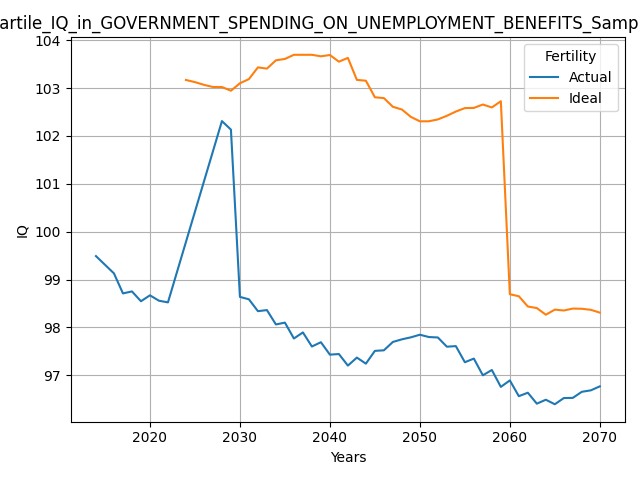 artile_IQ_in_GOVERNMENT_SPENDING_ON_UNEMPLOYMENT_BENEFITS_Samp
Fertility
Actual
Ideal
104
103
102
101
100
99
98
97
IQ
2020 2030 2040 2050 2060 2070
Years